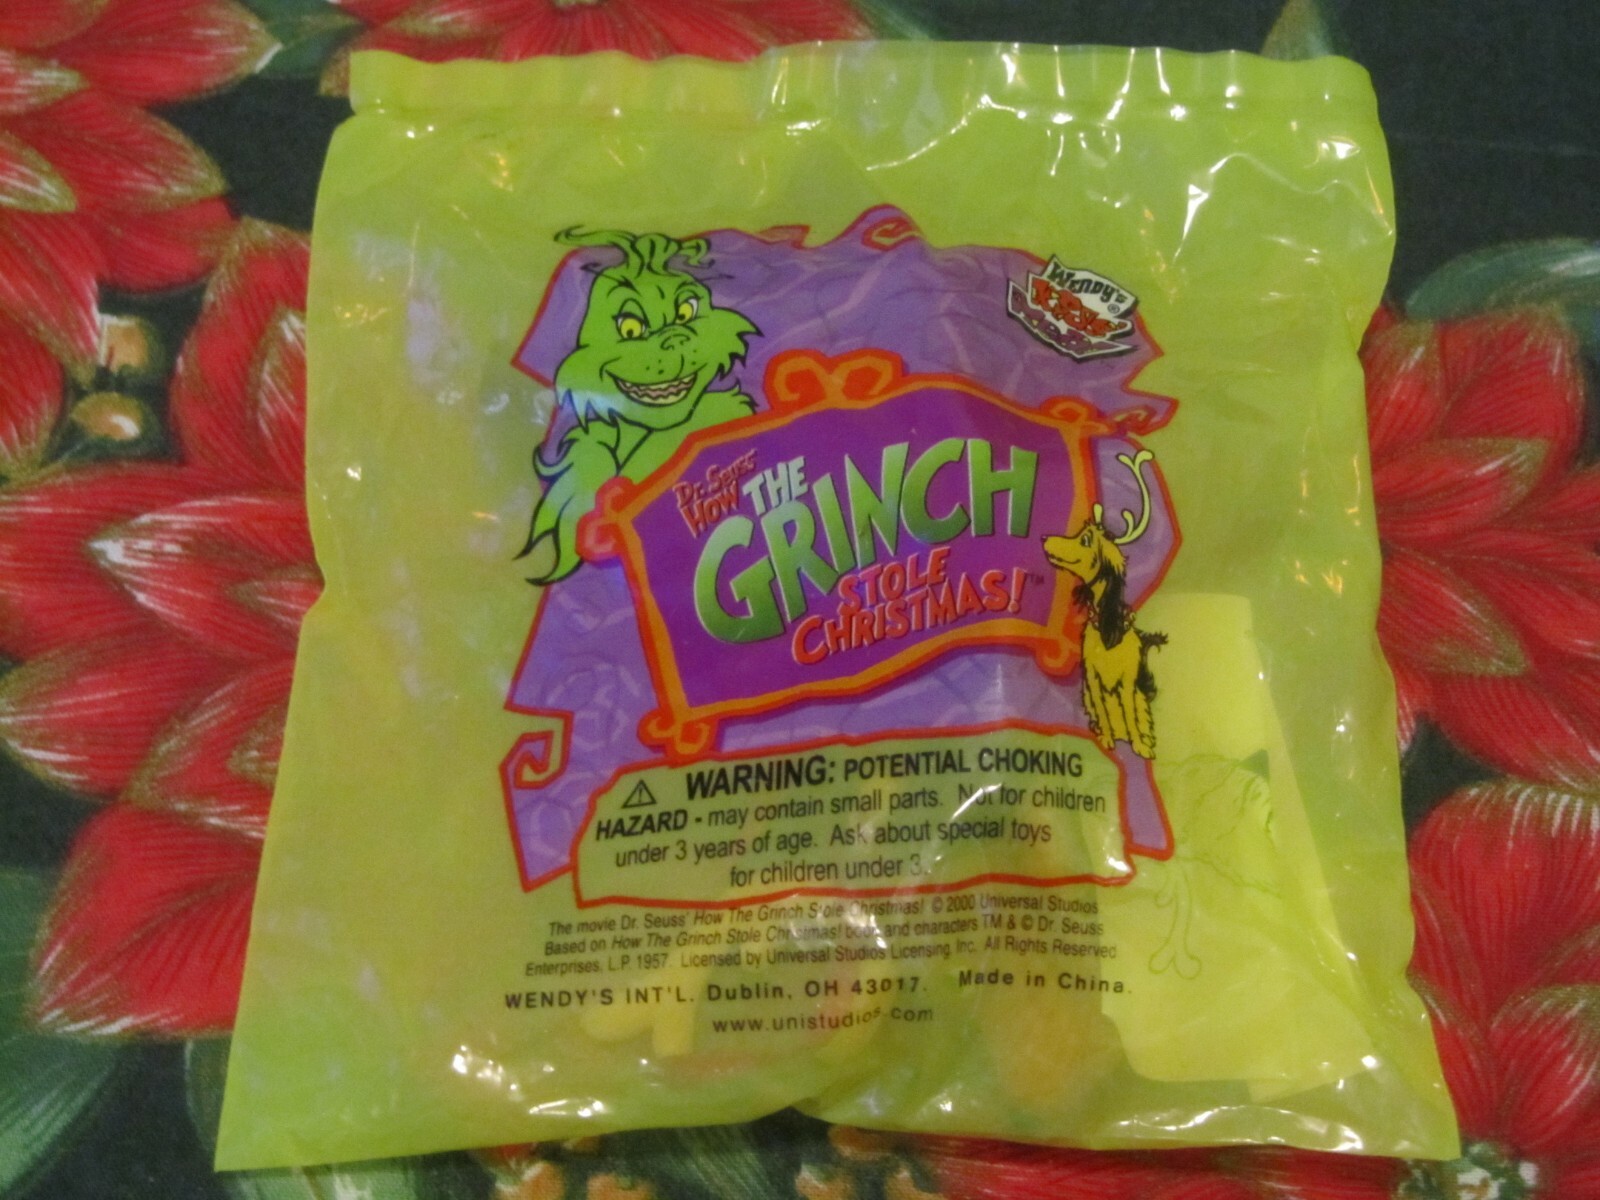 Wendy's
Kids'
Dr. Seuss'
HOW THE
GRINCH
STOLE
CHRISTMAS!™
WARNING: POTENTIAL CHOKING
HAZARD - may contain small parts. Not for children
under 3 years of age. Ask about special toys
for children under 3.
The movie Dr. Seuss' How The Grinch Stole Christmas! © 2000 Universal Studios
Based on How The Grinch Stole Christmas! book and characters TM & © Dr. Seuss
Enterprises, L.P. 1957. Licensed by Universal Studios Licensing Inc. All Rights Reserved
WENDY'S INT'L. Dublin, OH 43017. Made in China.
www.unistudios.com